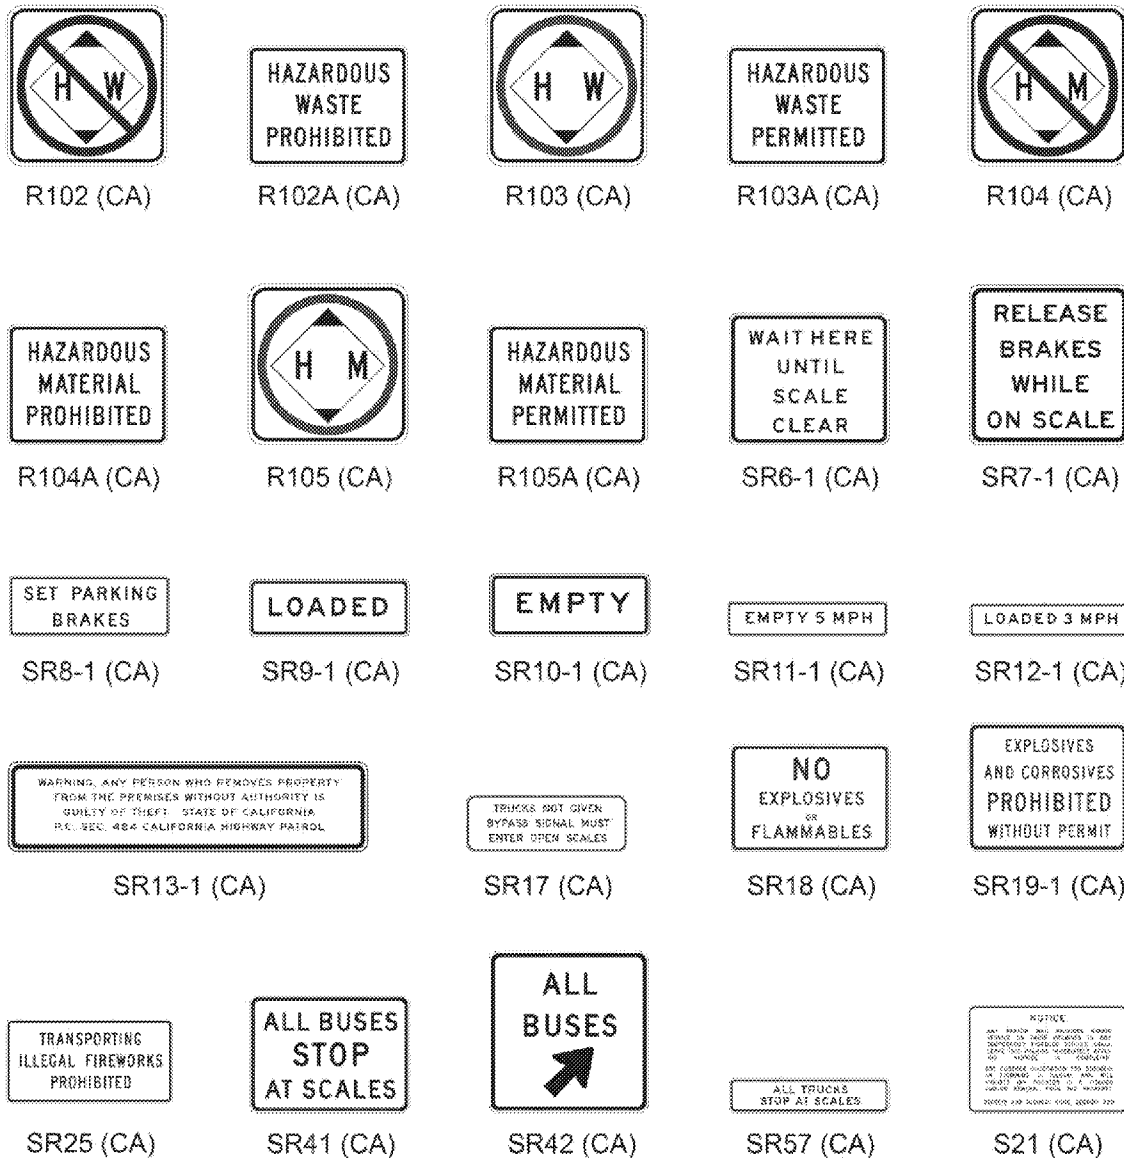 H W
HAZARDOUS
WASTE
PROHIBITED
H W
HAZARDOUS
WASTE
PERMITTED
H M
R102 (CA)
R102A (CA)
R103 (CA)
R103A (CA)
R104 (CA)
HAZARDOUS
MATERIAL
PROHIBITED
H M
HAZARDOUS
MATERIAL
PERMITTED
WAIT HERE
UNTIL
SCALE
CLEAR
RELEASE
BRAKES
WHILE
ON SCALE
R104A (CA)
R105 (CA)
R105A (CA)
SR6-1 (CA)
SR7-1 (CA)
SET PARKING
BRAKES
LOADED
EMPTY
EMPTY 5 MPH
LOADED 3 MPH
SR8-1 (CA)
SR9-1 (CA)
SR10-1 (CA)
SR11-1 (CA)
SR12-1 (CA)
WARNING, ANY PERSON WHO REMOVES PROPERTY
FROM THE PREMISES WITHOUT AUTHORITY IS
GUILTY OF THEFT. STATE OF CALIFORNIA
P.C. SEC. 484 CALIFORNIA HIGHWAY PATROL
TRUCKS NOT GIVEN
BYPASS SIGNAL MUST
ENTER OPEN SCALES
NO
EXPLOSIVES
OR
FLAMMABLES
EXPLOSIVES
AND CORROSIVES
PROHIBITED
WITHOUT PERMIT
SR13-1 (CA)
SR17 (CA)
SR18 (CA)
SR19-1 (CA)
TRANSPORTING
ILLEGAL FIREWORKS
PROHIBITED
ALL BUSES
STOP
AT SCALES
ALL
BUSES
ALL TRUCKS
STOP AT SCALES
NOTICE
SR25 (CA)
SR41 (CA)
SR42 (CA)
SR57 (CA)
S21 (CA)